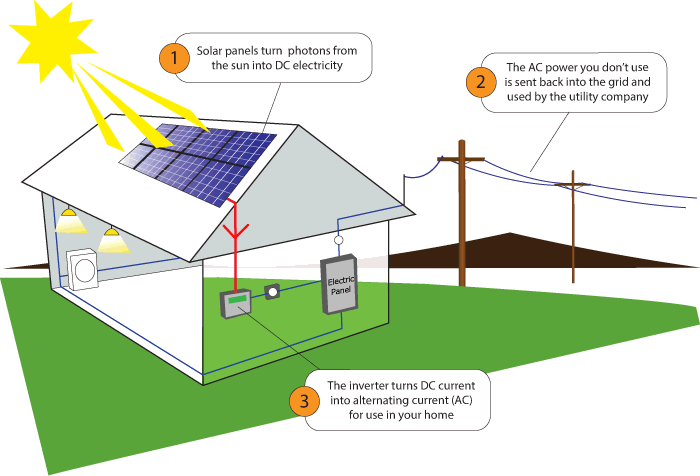 1
Solar panels turn photons from
the sun into DC electricity
2
The AC power you don't use
is sent back into the grid and
used by the utility company
Electric
Panel
3
The inverter turns DC current
into alternating current (AC)
for use in your home